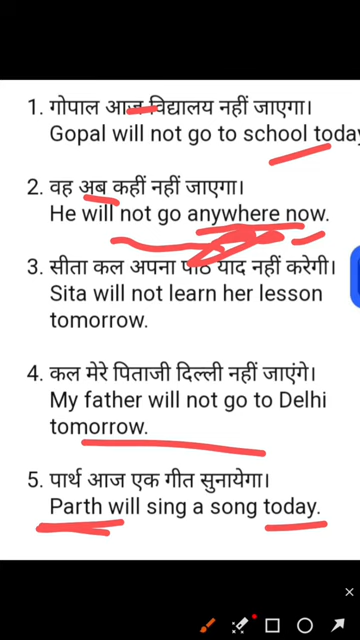 1. गोपाल आज विद्यालय नहीं जाएगा।
Gopal will not go to school today
2. वह अब कहीं नहीं जाएगा।
He will not go anywhere now.
3. सीता कल अपना पाठ याद नहीं करेगी।
Sita will not learn her lesson
tomorrow.
4. कल मेरे पिताजी दिल्ली नहीं जाएंगे।
My father will not go to Delhi
tomorrow.
5. पार्थ आज एक गीत सुनायेगा।
Parth will sing a song today.